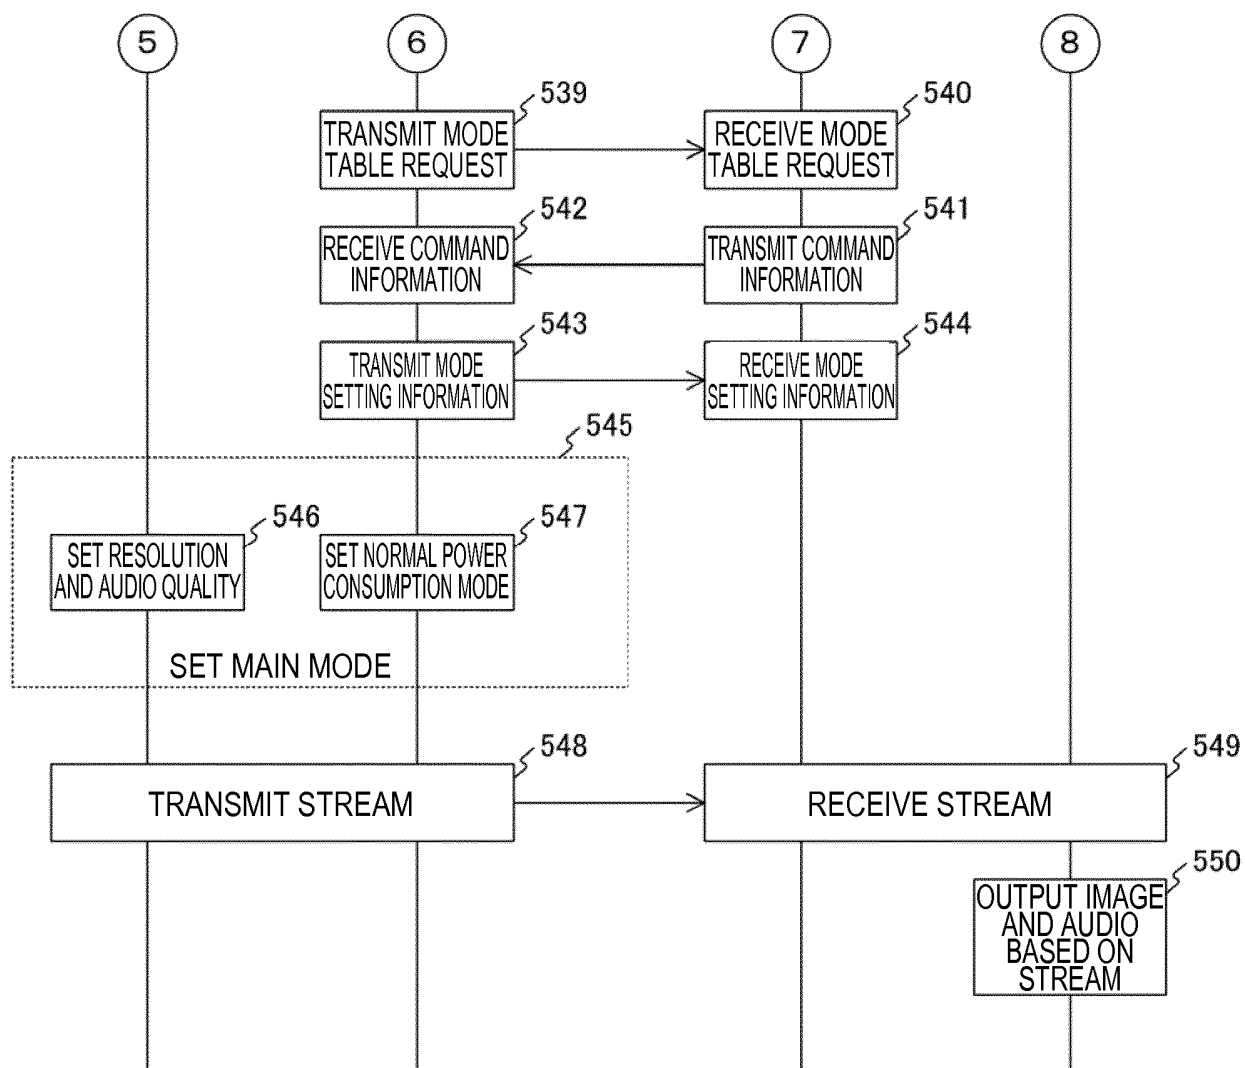 5
6
7
8
539
TRANSMIT MODE
TABLE REQUEST
540
RECEIVE MODE
TABLE REQUEST
542
RECEIVE COMMAND
INFORMATION
541
TRANSMIT COMMAND
INFORMATION
543
TRANSMIT MODE
SETTING INFORMATION
544
RECEIVE MODE
SETTING INFORMATION
545
546
SET RESOLUTION
AND AUDIO QUALITY
547
SET NORMAL POWER
CONSUMPTION MODE
SET MAIN MODE
548
TRANSMIT STREAM
549
RECEIVE STREAM
550
OUTPUT IMAGE
AND AUDIO
BASED ON
STREAM